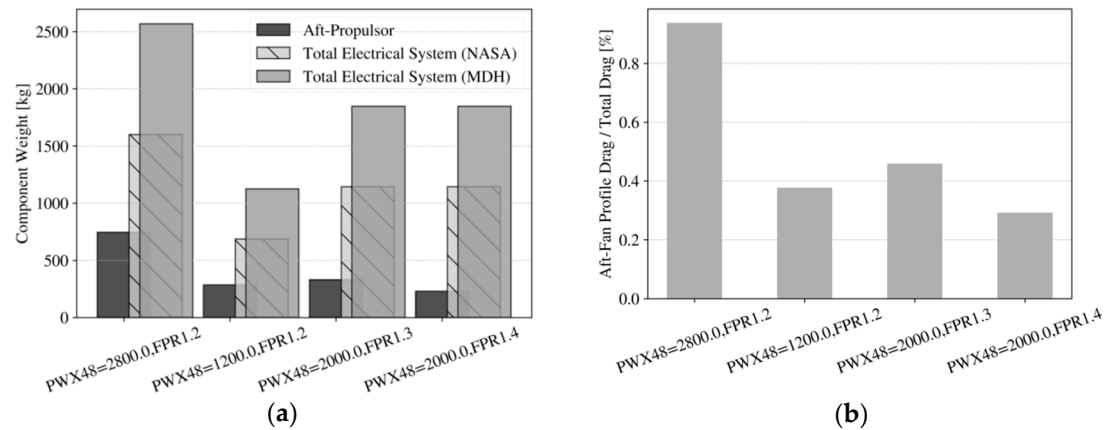 Component Weight [kg]
2500
2000
1500
1000
500
0
Aft-Propulsor
Total Electrical System (NASA)
Total Electrical System (MDH)
PWX48=2800.0,FPR1.2
PWX48=1200.0,FPR1.2
PWX48=2000.0,FPR1.3
PWX48=2000.0,FPR1.4
(a)
Aft-Fan Profile Drag / Total Drag [%]
0.8
0.6
0.4
0.2
0.0
PWX48=2800.0,FPR1.2
PWX48=1200.0,FPR1.2
PWX48=2000.0,FPR1.3
PWX48=2000.0,FPR1.4
(b)